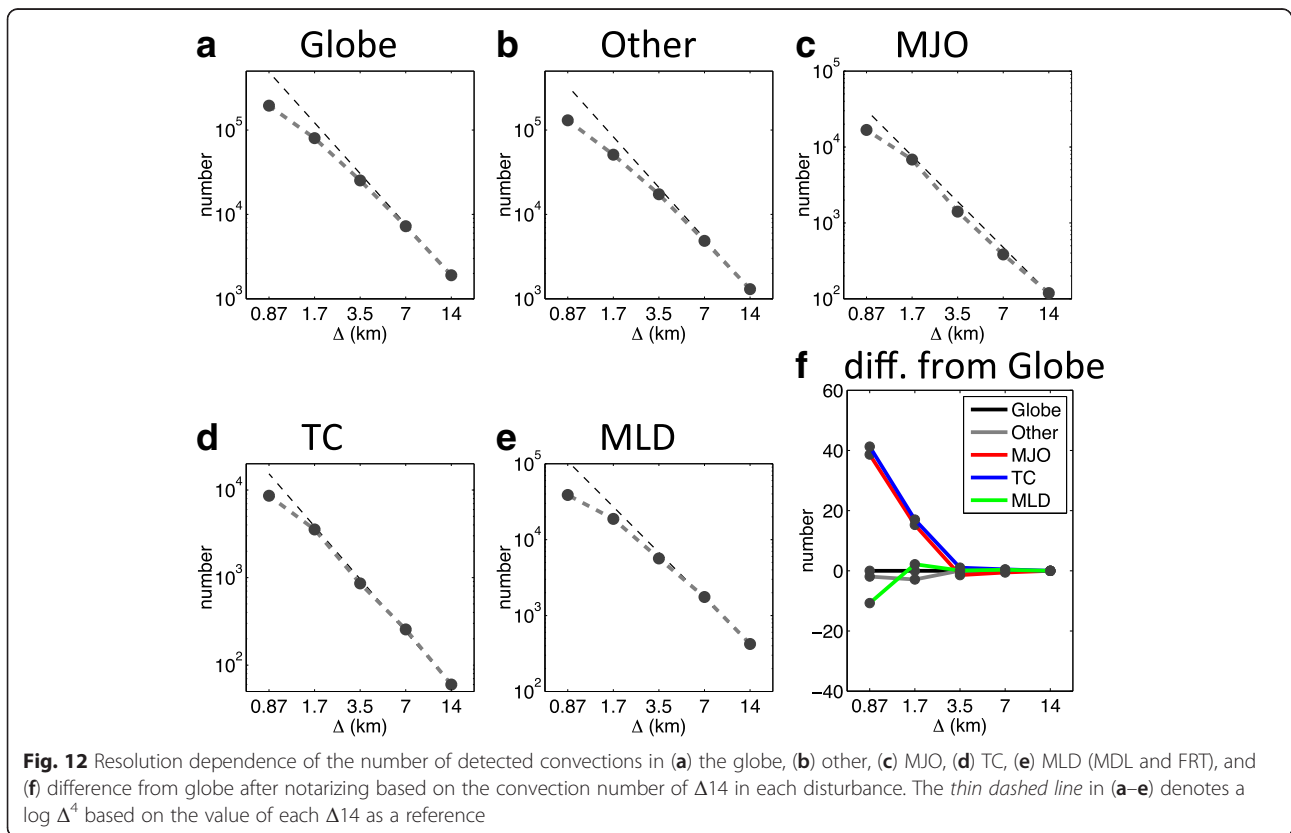 a Globe
number
10^5
10^4
10^3
0.87 1.7 3.5 7 14
Δ (km)
b Other
number
10^5
10^4
10^3
0.87 1.7 3.5 7 14
Δ (km)
c MJO
number
10^5
10^4
10^3
10^2
0.87 1.7 3.5 7 14
Δ (km)
d TC
number
10^4
10^3
10^2
0.87 1.7 3.5 7 14
Δ (km)
e MLD
number
10^5
10^4
10^3
10^2
0.87 1.7 3.5 7 14
Δ (km)
f diff. from Globe
number
60
40
20
0
−20
−40
Globe
Other
MJO
TC
MLD
0.87 1.7 3.5 7 14
Δ (km)
Fig. 12 Resolution dependence of the number of detected convections in (a) the globe, (b) other, (c) MJO, (d) TC, (e) MLD (MDL and FRT), and
(f) difference from globe after notarizing based on the convection number of Δ14 in each disturbance. The thin dashed line in (a–e) denotes a
log Δ^4 based on the value of each Δ14 as a reference